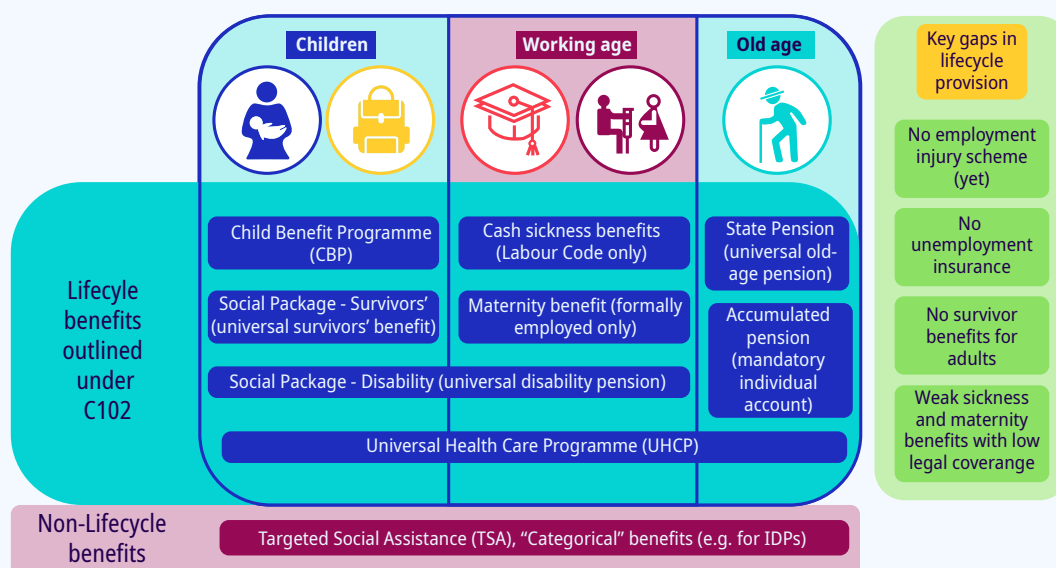 Children
Working age
Old age
Key gaps in
lifecycle
provision
Lifecyle
benefits
outlined
under
C102
Child Benefit Programme
(CBP)
Cash sickness benefits
(Labour Code only)
State Pension
(universal old-
age pension)
Social Package - Survivors’
(universal survivors’ benefit)
Maternity benefit (formally
employed only)
Accumulated
pension
(mandatory
individual
account)
Social Package - Disability (universal disability pension)
Universal Health Care Programme (UHCP)
No employment
injury scheme
(yet)
No
unemployment
insurance
No survivor
benefits for
adults
Weak sickness
and maternity
benefits with low
legal coverange
Non-Lifecycle
benefits
Targeted Social Assistance (TSA), “Categorical” benefits (e.g. for IDPs)